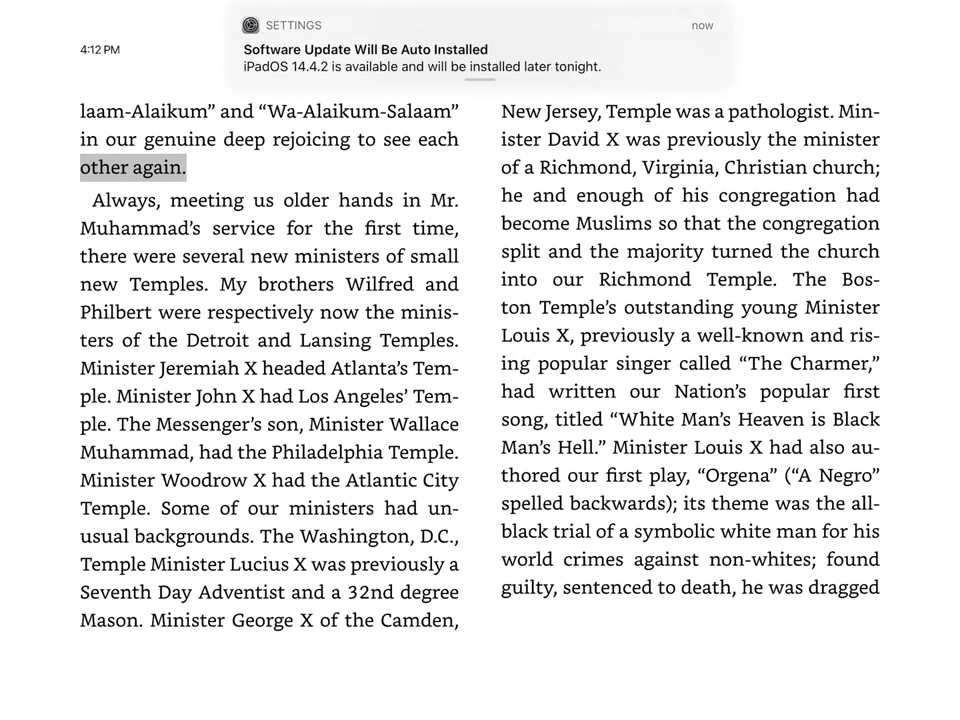 SETTINGS
now
Software Update Will Be Auto Installed
iPadOS 14.4.2 is available and will be installed later tonight.
4:12 PM
laam-Alaikum” and “Wa-Alaikum-Salaam”
in our genuine deep rejoicing to see each
other again.
Always, meeting us older hands in Mr.
Muhammad’s service for the first time,
there were several new ministers of small
new Temples. My brothers Wilfred and
Philbert were respectively now the minis-
ters of the Detroit and Lansing Temples.
Minister Jeremiah X headed Atlanta’s Tem-
ple. Minister John X had Los Angeles’ Tem-
ple. The Messenger’s son, Minister Wallace
Muhammad, had the Philadelphia Temple.
Minister Woodrow X had the Atlantic City
Temple. Some of our ministers had un-
usual backgrounds. The Washington, D.C.,
Temple Minister Lucius X was previously a
Seventh Day Adventist and a 32nd degree
Mason. Minister George X of the Camden,
New Jersey, Temple was a pathologist. Min-
ister David X was previously the minister
of a Richmond, Virginia, Christian church;
he and enough of his congregation had
become Muslims so that the congregation
split and the majority turned the church
into our Richmond Temple. The Bos-
ton Temple’s outstanding young Minister
Louis X, previously a well-known and ris-
ing popular singer called “The Charmer,”
had written our Nation’s popular first
song, titled “White Man’s Heaven is Black
Man’s Hell.” Minister Louis X had also au-
thored our first play, “Orgena” (“A Negro”
spelled backwards); its theme was the all-
black trial of a symbolic white man for his
world crimes against non-whites; found
guilty, sentenced to death, he was dragged